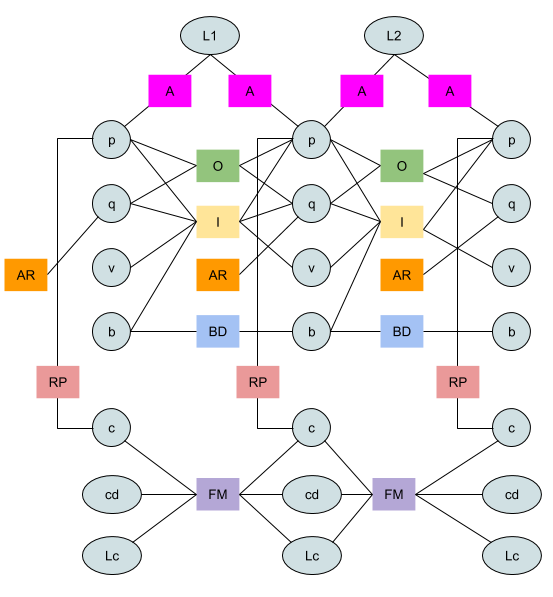 L1 L2
A A A A
p p p
O O
q q q
I I
v v v
AR AR AR
b BD b BD b
RP RP RP
c c c
cd FM cd FM cd
Lc Lc Lc